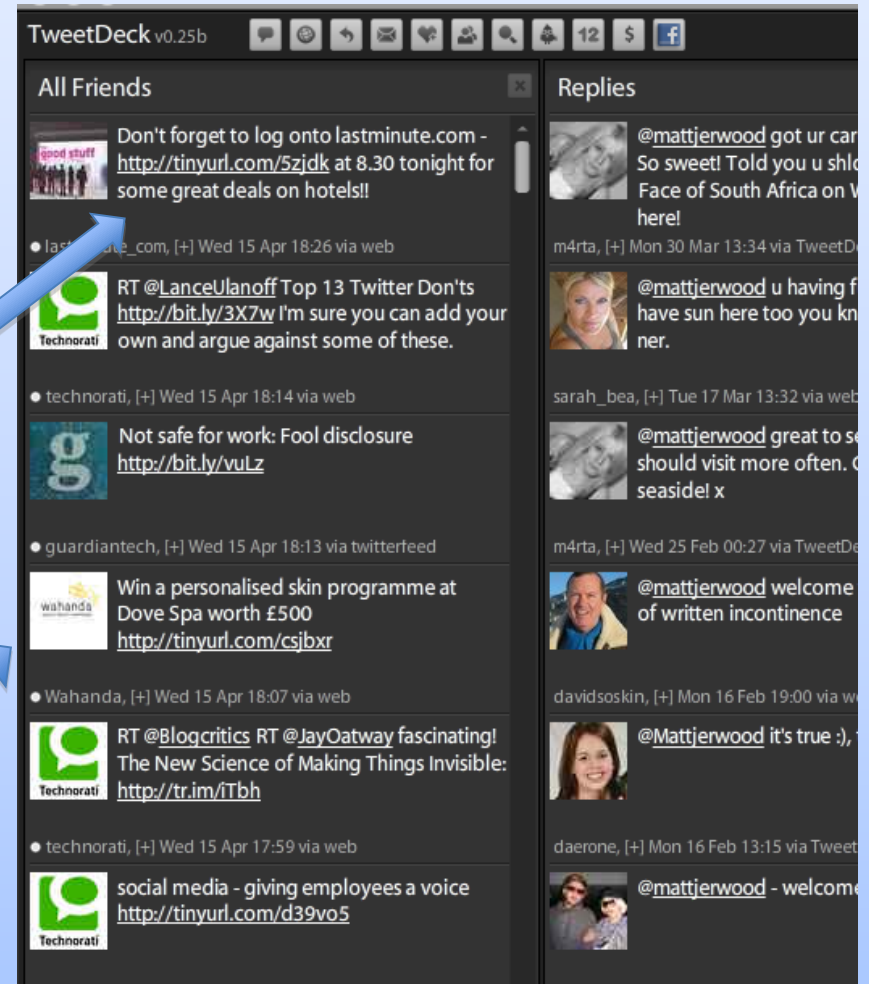 TweetDeck v0.25b
12
$
f
All Friends
good stuff
Don't forget to log onto lastminute.com -
http://tinyurl.com/5zjdk at 8.30 tonight for
some great deals on hotels!!
_com, [+] Wed 15 Apr 18:26 via web
RT @LanceUlanoff Top 13 Twitter Don'ts
http://bit.ly/3X7w I'm sure you can add your
own and argue against some of these.
Technorati
technorati, [+] Wed 15 Apr 18:14 via web
g
Not safe for work: Fool disclosure
http://bit.ly/vuLz
guardiantech, [+] Wed 15 Apr 18:13 via twitterfeed
wahanda
Win a personalised skin programme at
Dove Spa worth £500
http://tinyurl.com/csjbxr
Wahanda, [+] Wed 15 Apr 18:07 via web
RT @Blogcritics RT @JayOatway fascinating!
The New Science of Making Things Invisible:
http://tr.im/iTbh
Technorati
technorati, [+] Wed 15 Apr 17:59 via web
social media - giving employees a voice
http://tinyurl.com/d39vo5
Technorati
Replies
@mattjerwood got ur car
So sweet! Told you u shlo
Face of South Africa on
here!
m4rta, [+] Mon 30 Mar 13:34 via TweetD
@mattjerwood u having f
have sun here too you kn
ner.
sarah_bea, [+] Tue 17 Mar 13:32 via web
@mattjerwood great to se
should visit more often.
seaside! x
m4rta, [+] Wed 25 Feb 00:27 via TweetDe
@mattjerwood welcome
of written incontinence
davidsoskin, [+] Mon 16 Feb 19:00 via w
@Mattjerwood it's true :),
daerone, [+] Mon 16 Feb 13:15 via Tweet
@mattjerwood - welcome